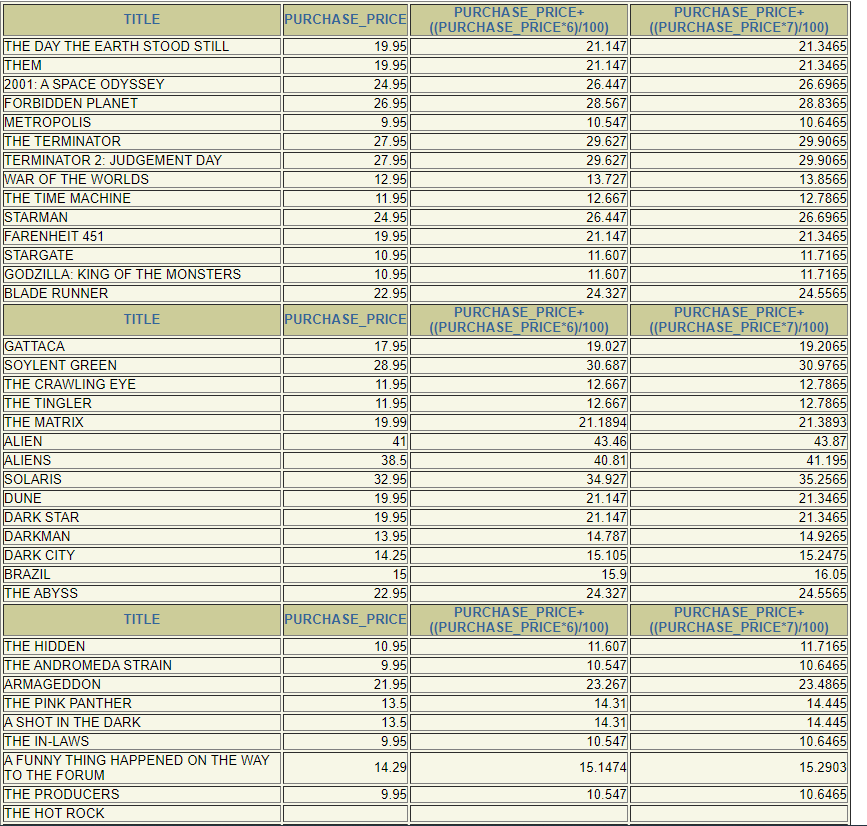 TITLE PURCHASE_PRICE PURCHASE_PRICE+ ((PURCHASE_PRICE*6)/100) PURCHASE_PRICE+ ((PURCHASE_PRICE*7)/100)
THE DAY THE EARTH STOOD STILL 19.95 21.147 21.3465
THEM 19.95 21.147 21.3465
2001: A SPACE ODYSSEY 24.95 26.447 26.6965
FORBIDDEN PLANET 26.95 28.567 28.8365
METROPOLIS 9.95 10.547 10.6465
THE TERMINATOR 27.95 29.627 29.9065
TERMINATOR 2: JUDGEMENT DAY 27.95 29.627 29.9065
WAR OF THE WORLDS 12.95 13.727 13.8565
THE TIME MACHINE 11.95 12.667 12.7865
STARMAN 24.95 26.447 26.6965
FARENHEIT 451 19.95 21.147 21.3465
STARGATE 10.95 11.607 11.7165
GODZILLA: KING OF THE MONSTERS 10.95 11.607 11.7165
BLADE RUNNER 22.95 24.327 24.5565
TITLE PURCHASE_PRICE PURCHASE_PRICE+ ((PURCHASE_PRICE*6)/100) PURCHASE_PRICE+ ((PURCHASE_PRICE*7)/100)
GATTACA 17.95 19.027 19.2065
SOYLENT GREEN 28.95 30.687 30.9765
THE CRAWLING EYE 11.95 12.667 12.7865
THE TINGLER 11.95 12.667 12.7865
THE MATRIX 19.99 21.1894 21.3893
ALIEN 41 43.46 43.87
ALIENS 38.5 40.81 41.195
SOLARIS 32.95 34.927 35.2565
DUNE 19.95 21.147 21.3465
DARK STAR 19.95 21.147 21.3465
DARKMAN 13.95 14.787 14.9265
DARK CITY 14.25 15.105 15.2475
BRAZIL 15 15.9 16.05
THE ABYSS 22.95 24.327 24.5565
TITLE PURCHASE_PRICE PURCHASE_PRICE+ ((PURCHASE_PRICE*6)/100) PURCHASE_PRICE+ ((PURCHASE_PRICE*7)/100)
THE HIDDEN 10.95 11.607 11.7165
THE ANDROMEDA STRAIN 9.95 10.547 10.6465
ARMAGEDDON 21.95 23.267 23.4865
THE PINK PANTHER 13.5 14.31 14.445
A SHOT IN THE DARK 13.5 14.31 14.445
THE IN-LAWS 9.95 10.547 10.6465
A FUNNY THING HAPPENED ON THE WAY TO THE FORUM 14.29 15.1474 15.2903
THE PRODUCERS 9.95 10.547 10.6465
THE HOT ROCK